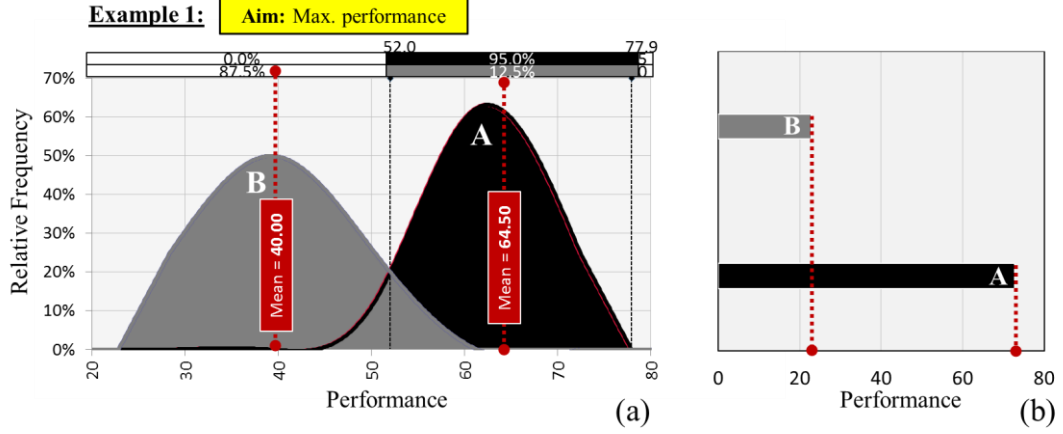 Example 1:
Aim: Max. performance
52.0 77.9
0.0% 95.0% 5
87.5% 12.5% 0
70%
60%
50%
40%
30%
20%
10%
0%
Relative Frequency
B
A
Mean = 40.00
Mean = 64.50
20 30 40 50 60 70 80
Performance
(a)
B
A
0 20 40 60 80
Performance
(b)